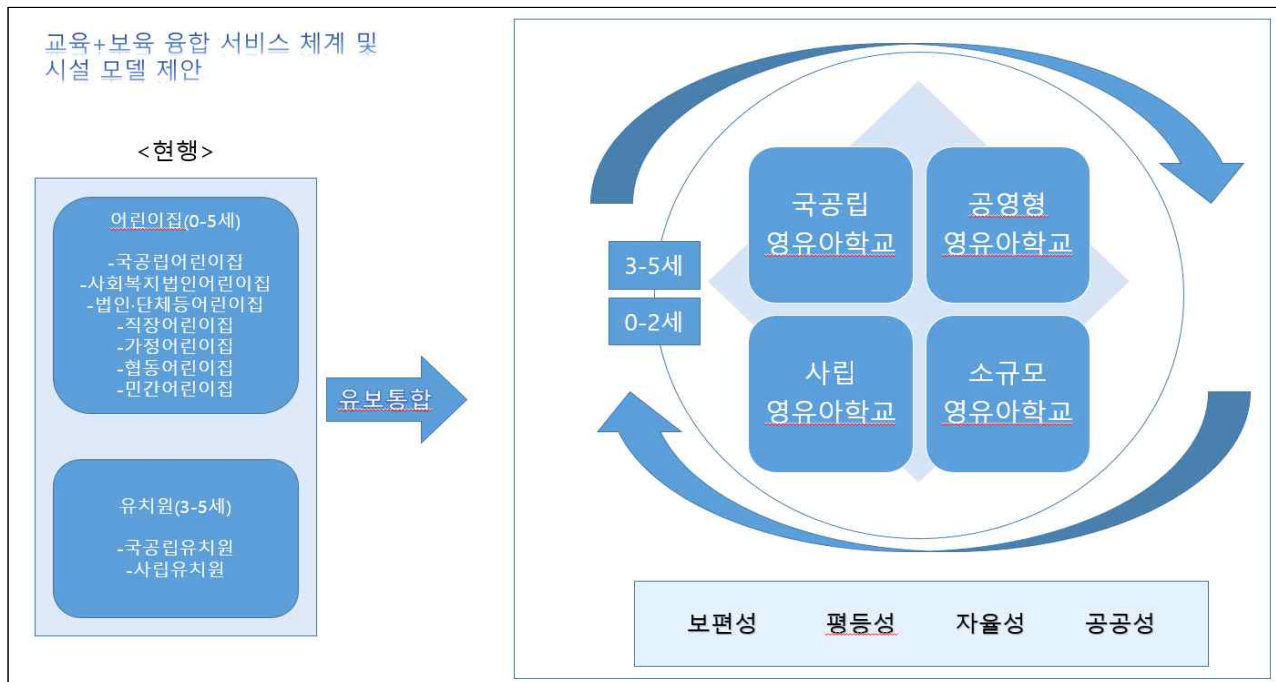 교육+보육 융합 서비스 체계 및
시설 모델 제안
<현행>
어린이집(0-5세)
-국공립어린이집
-사회복지법인어린이집
-법인·단체등어린이집
-직장어린이집
-가정어린이집
-협동어린이집
-민간어린이집
유치원(3-5세)
-국공립유치원
-사립유치원
유보통합
3-5세
0-2세
국공립
영유아학교
공영형
영유아학교
사립
영유아학교
소규모
영유아학교
보편성 평등성 자율성 공공성